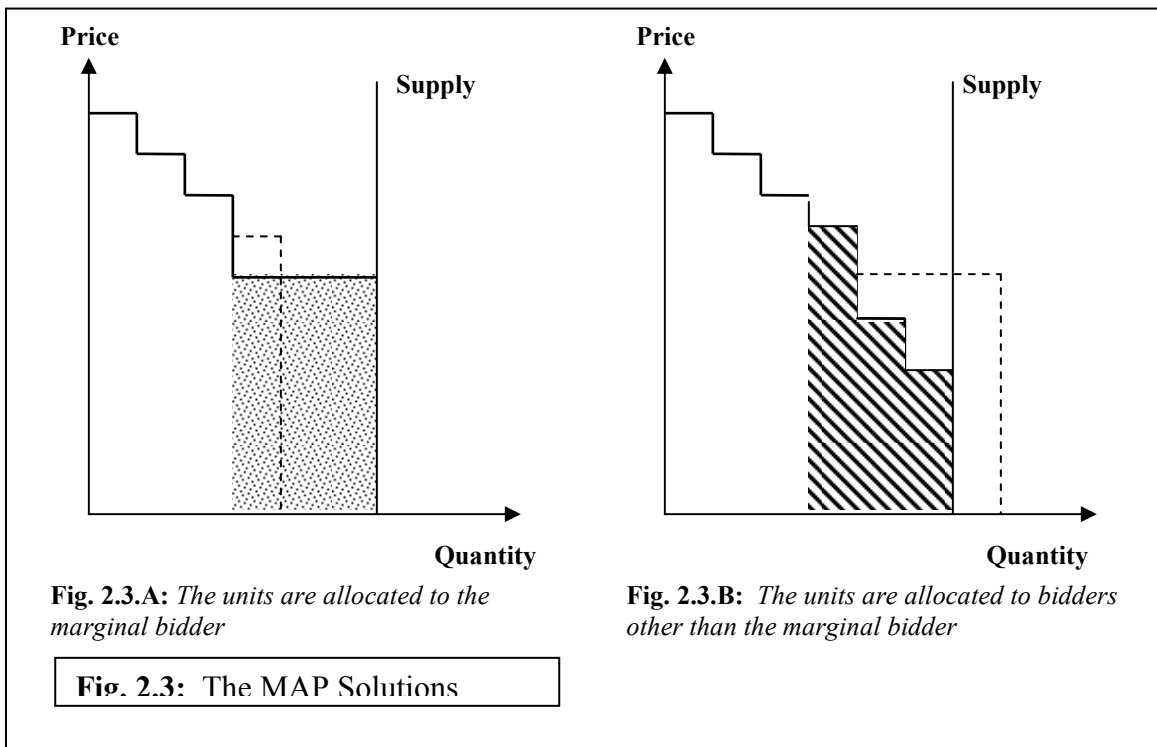 Price
Supply
Quantity
Fig. 2.3.A: The units are allocated to the
marginal bidder
Price
Supply
Quantity
Fig. 2.3.B: The units are allocated to bidders
other than the marginal bidder
Fig. 2.3: The MAP Solutions